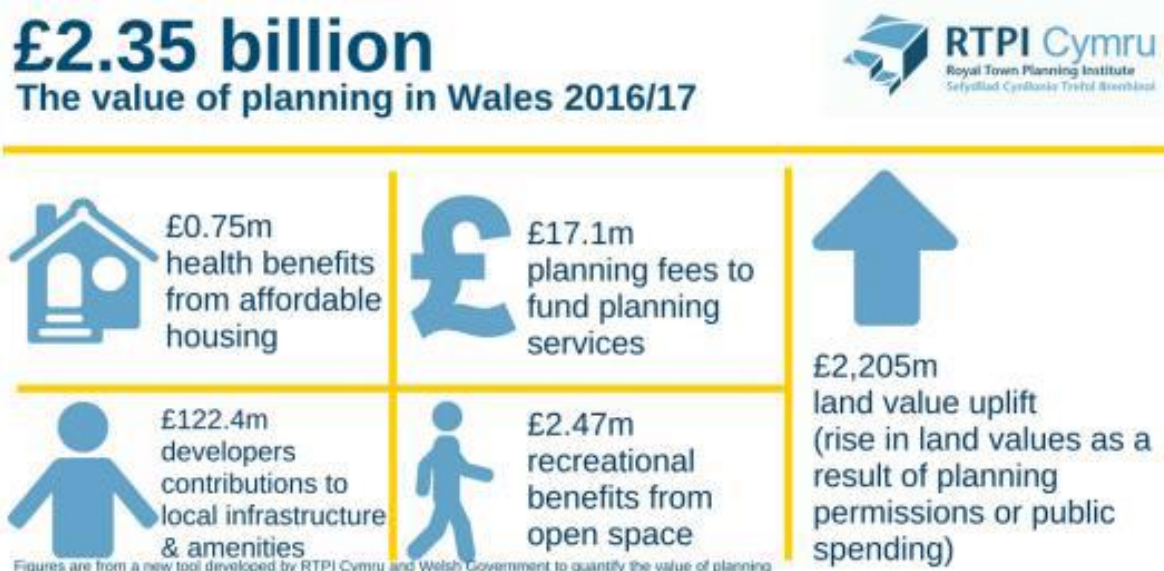 £2.35 billion
The value of planning in Wales 2016/17
RTPI Cymru
Royal Town Planning Institute
Sefydliad Cynllunio Trefol Brenhinol
£0.75m
health benefits
from affordable
housing
£17.1m
planning fees to
fund planning
services
£2,205m
land value uplift
(rise in land values as a
result of planning
permissions or public
spending)
£122.4m
developers
contributions to
local infrastructure
& amenities
£2.47m
recreational
benefits from
open space
Figures are from a new tool developed by RTPI Cymru and Welsh Government to quantify the value of planning